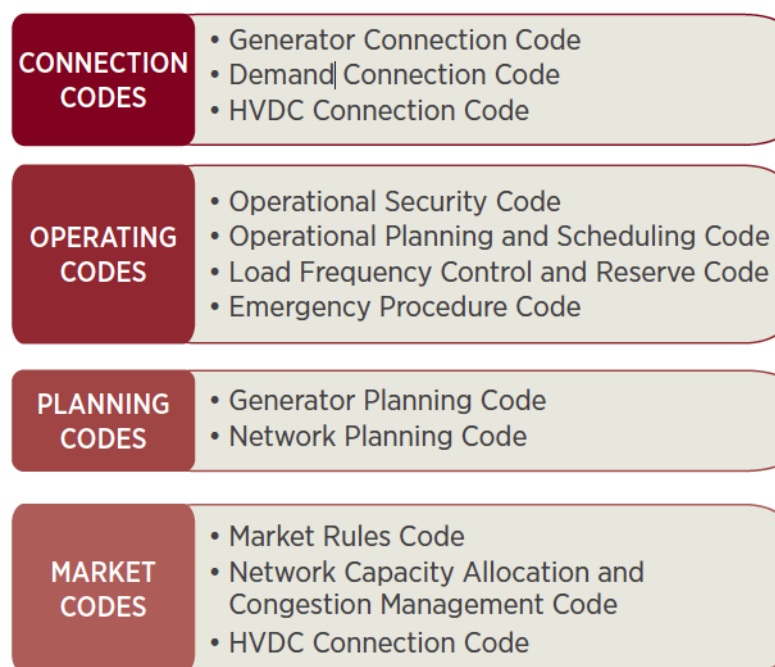 CONNECTION
CODES
• Generator Connection Code
• Demand Connection Code
• HVDC Connection Code
OPERATING
CODES
• Operational Security Code
• Operational Planning and Scheduling Code
• Load Frequency Control and Reserve Code
• Emergency Procedure Code
PLANNING
CODES
• Generator Planning Code
• Network Planning Code
MARKET
CODES
• Market Rules Code
• Network Capacity Allocation and
Congestion Management Code
• HVDC Connection Code